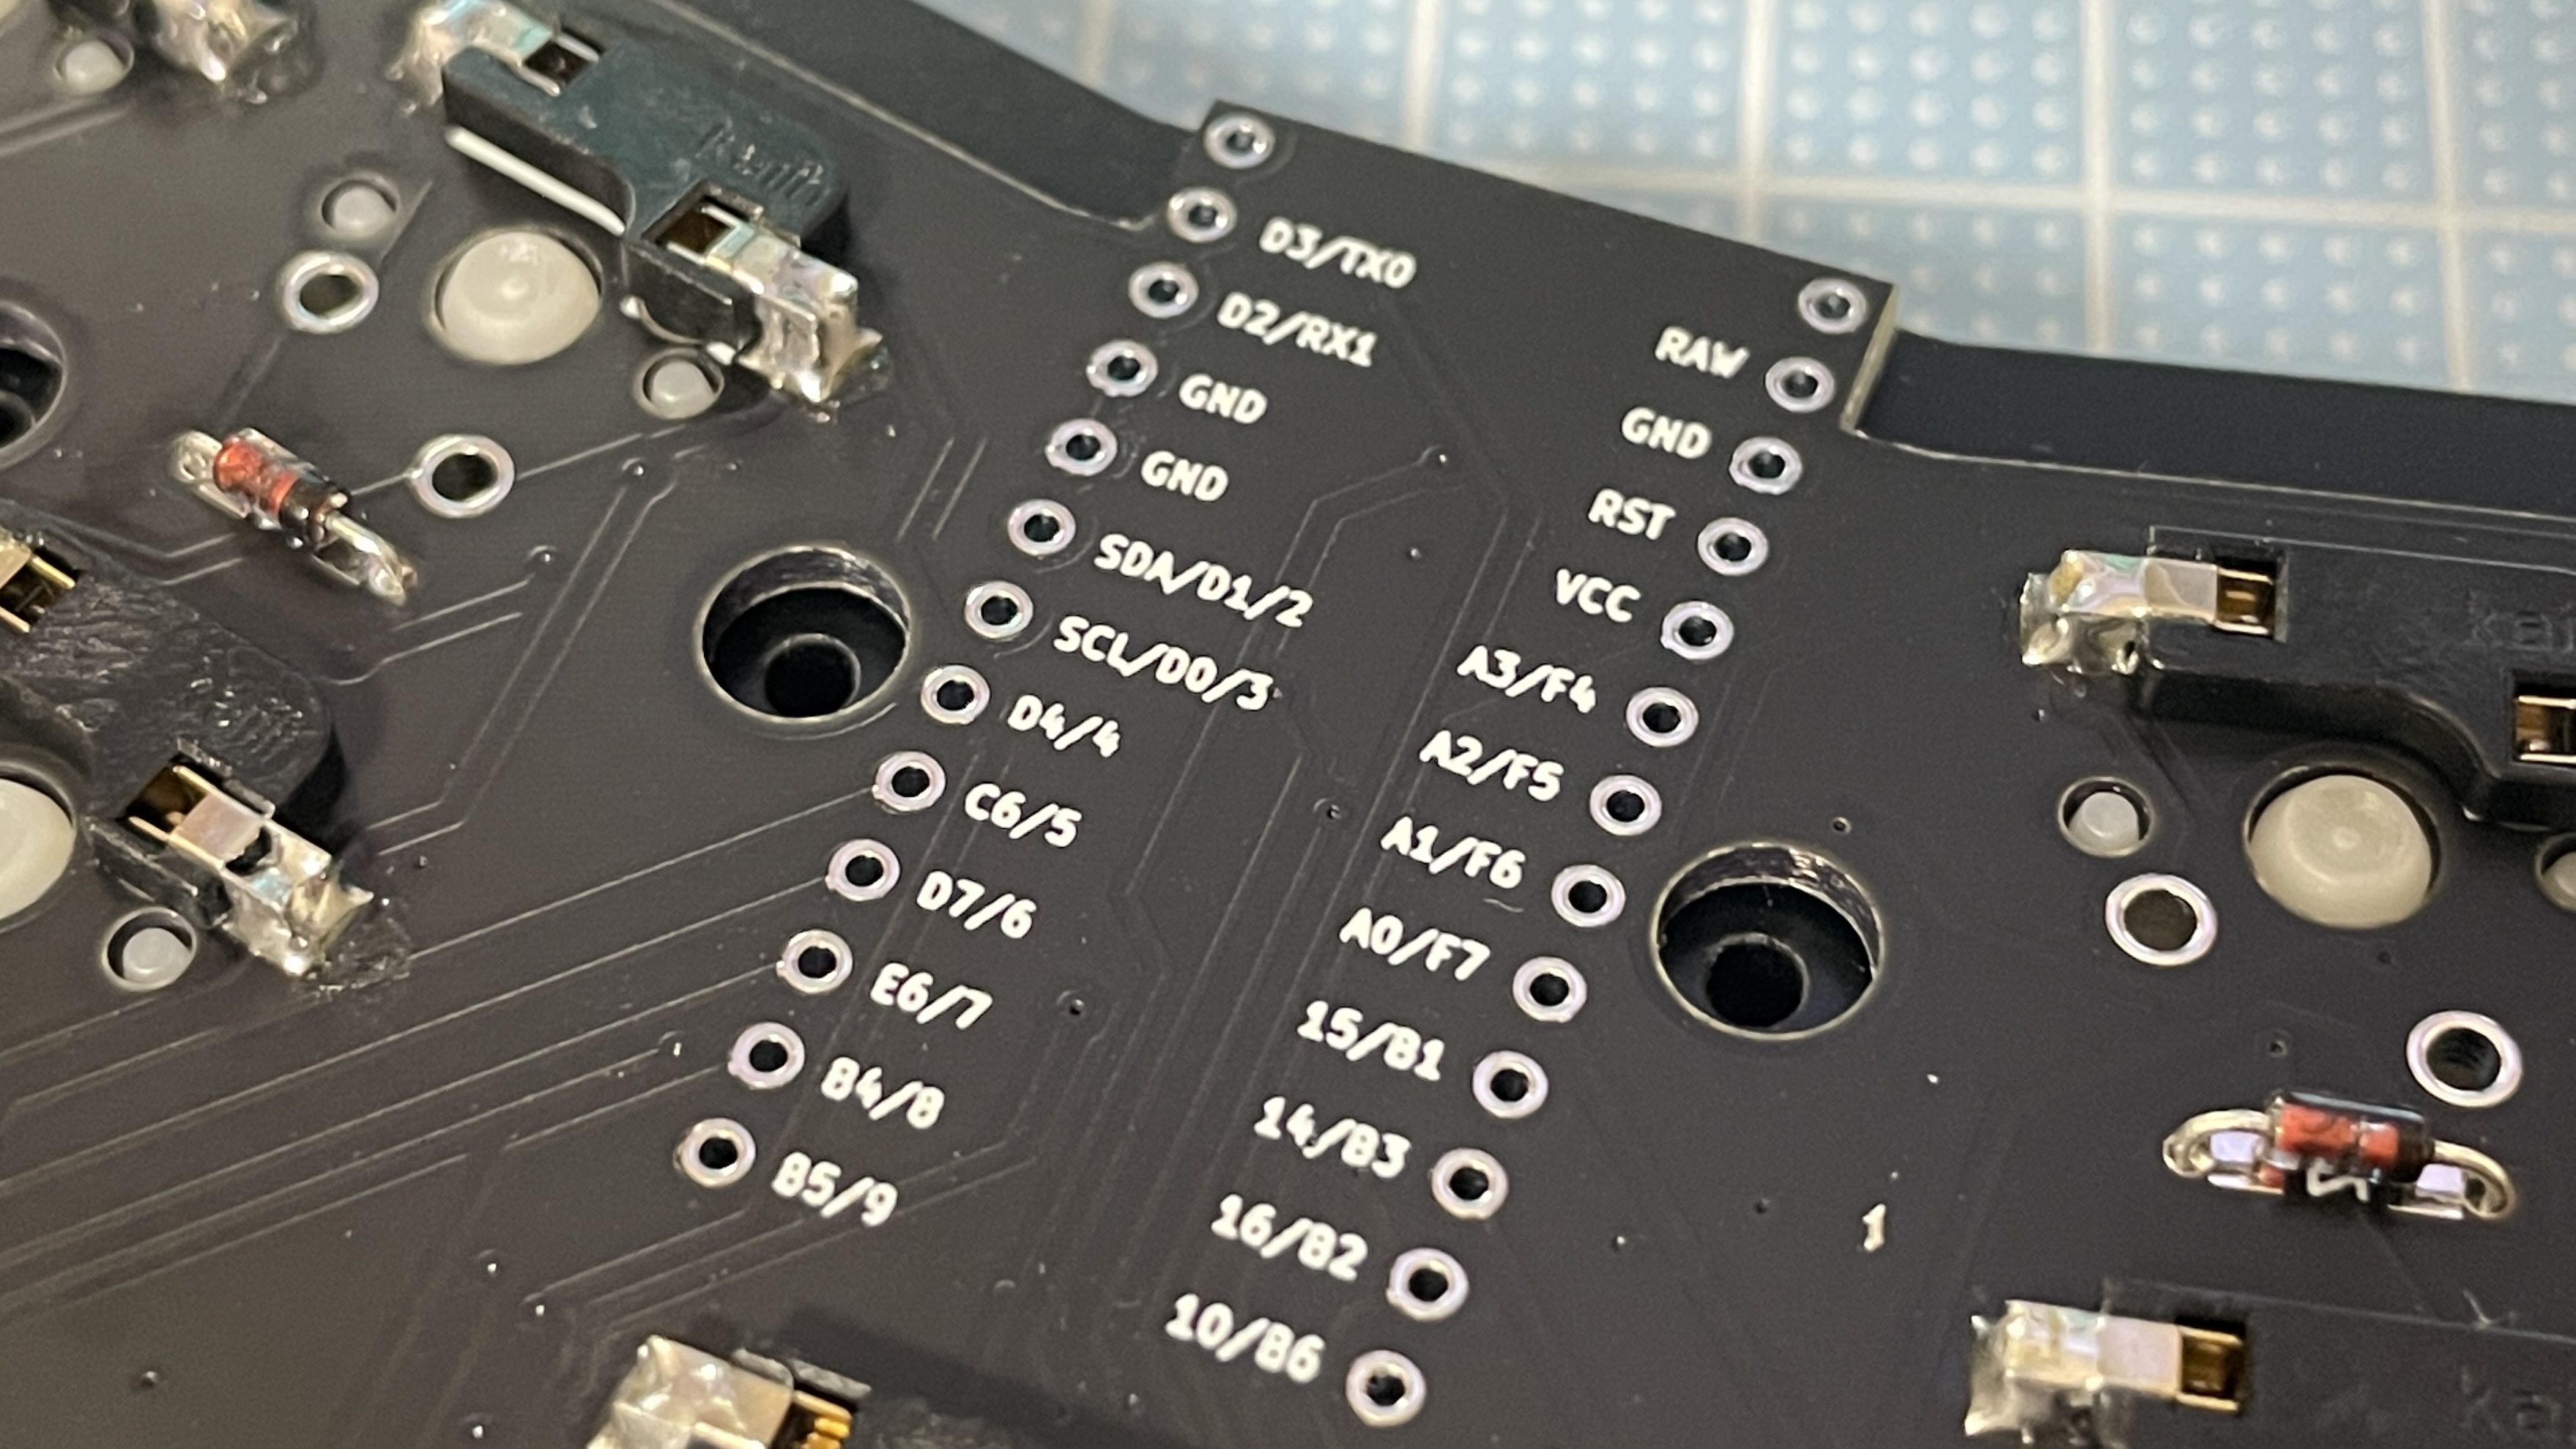 D3/TX0
D2/RX1
GND
GND
SDA/D1/2
SCL/D0/3
D4/4
C6/5
D7/6
E6/7
B4/8
B5/9
RAW
GND
RST
VCC
A3/F4
A2/F5
A1/F6
A0/F7
15/B1
14/B3
16/B2
10/B6